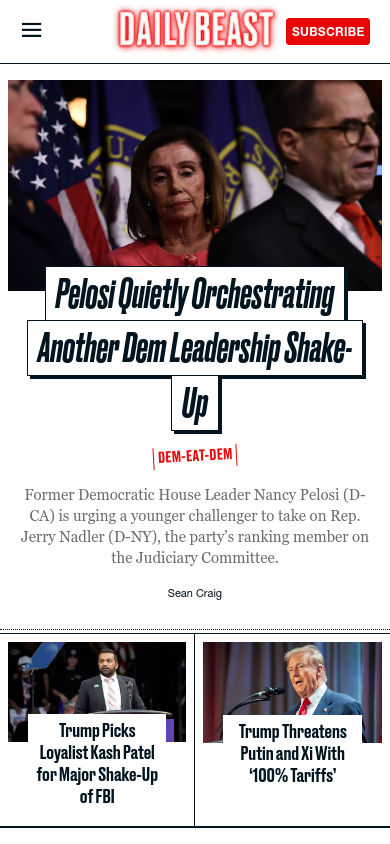 DAILY BEAST
SUBSCRIBE
Pelosi Quietly Orchestrating
Another Dem Leadership Shake-
Up
DEM-EAT-DEM
Former Democratic House Leader Nancy Pelosi (D-
CA) is urging a younger challenger to take on Rep.
Jerry Nadler (D-NY), the party’s ranking member on
the Judiciary Committee.
Sean Craig
Trump Picks
Loyalist Kash Patel
for Major Shake-Up
of FBI
Trump Threatens
Putin and Xi With
‘100% Tariffs’